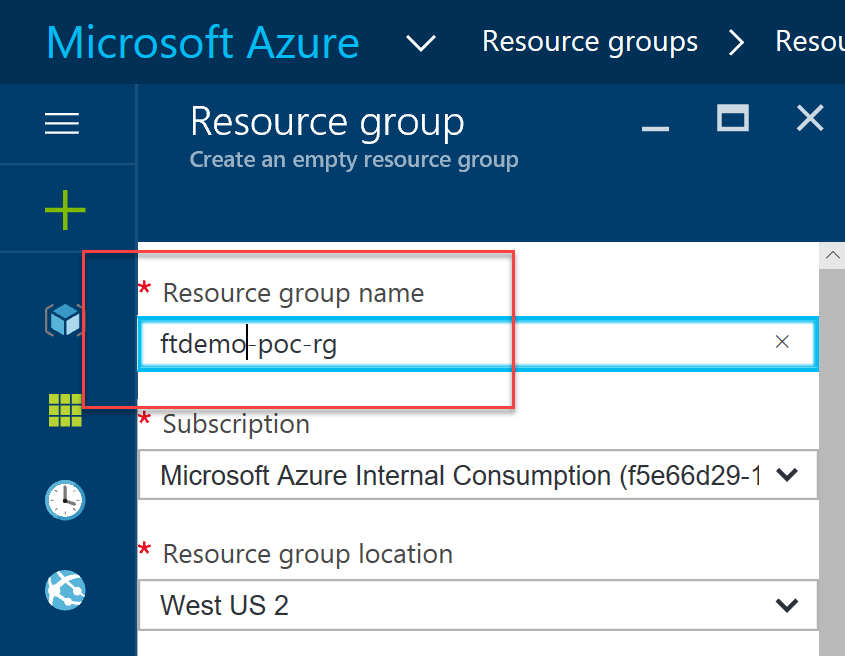 Microsoft Azure Resource groups > Resou
Resource group
Create an empty resource group
* Resource group name
ftdemo-poc-rg
* Subscription
Microsoft Azure Internal Consumption (f5e66d29-1
* Resource group location
West US 2